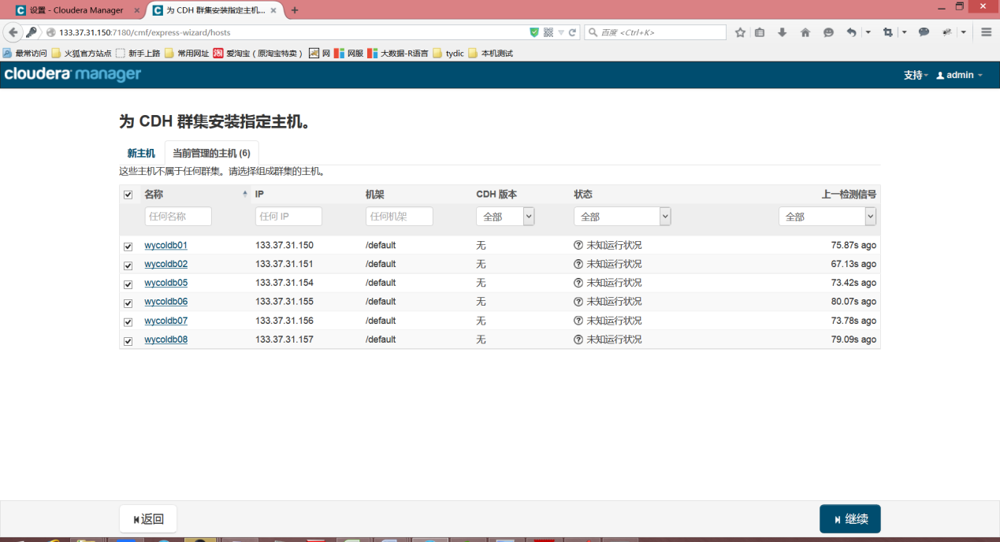 设置 - Cloudera Manager × 为 CDH 群集安装指定主机... × +
133.37.31.150:7180/cmf/express-wizard/hosts 百度 <Ctrl+K>
最常访问 火狐官方站点 新手上路 常用网址 爱淘宝（原淘宝特卖） 网 网服 大数据-R语言 tydic 本机测试
cloudera manager 支持 admin
为 CDH 群集安装指定主机。
新主机 当前管理的主机 (6)
这些主机不属于任何群集。请选择组成群集的主机。
名称 IP 机架 CDH 版本 状态 上一检测信号
任何名称 任何 IP 任何机架 全部 全部 全部
wycoldb01 133.37.31.150 /default 无 未知运行状况 75.87s ago
wycoldb02 133.37.31.151 /default 无 未知运行状况 67.13s ago
wycoldb05 133.37.31.154 /default 无 未知运行状况 73.42s ago
wycoldb06 133.37.31.155 /default 无 未知运行状况 80.07s ago
wycoldb07 133.37.31.156 /default 无 未知运行状况 73.78s ago
wycoldb08 133.37.31.157 /default 无 未知运行状况 79.09s ago
返回 继续